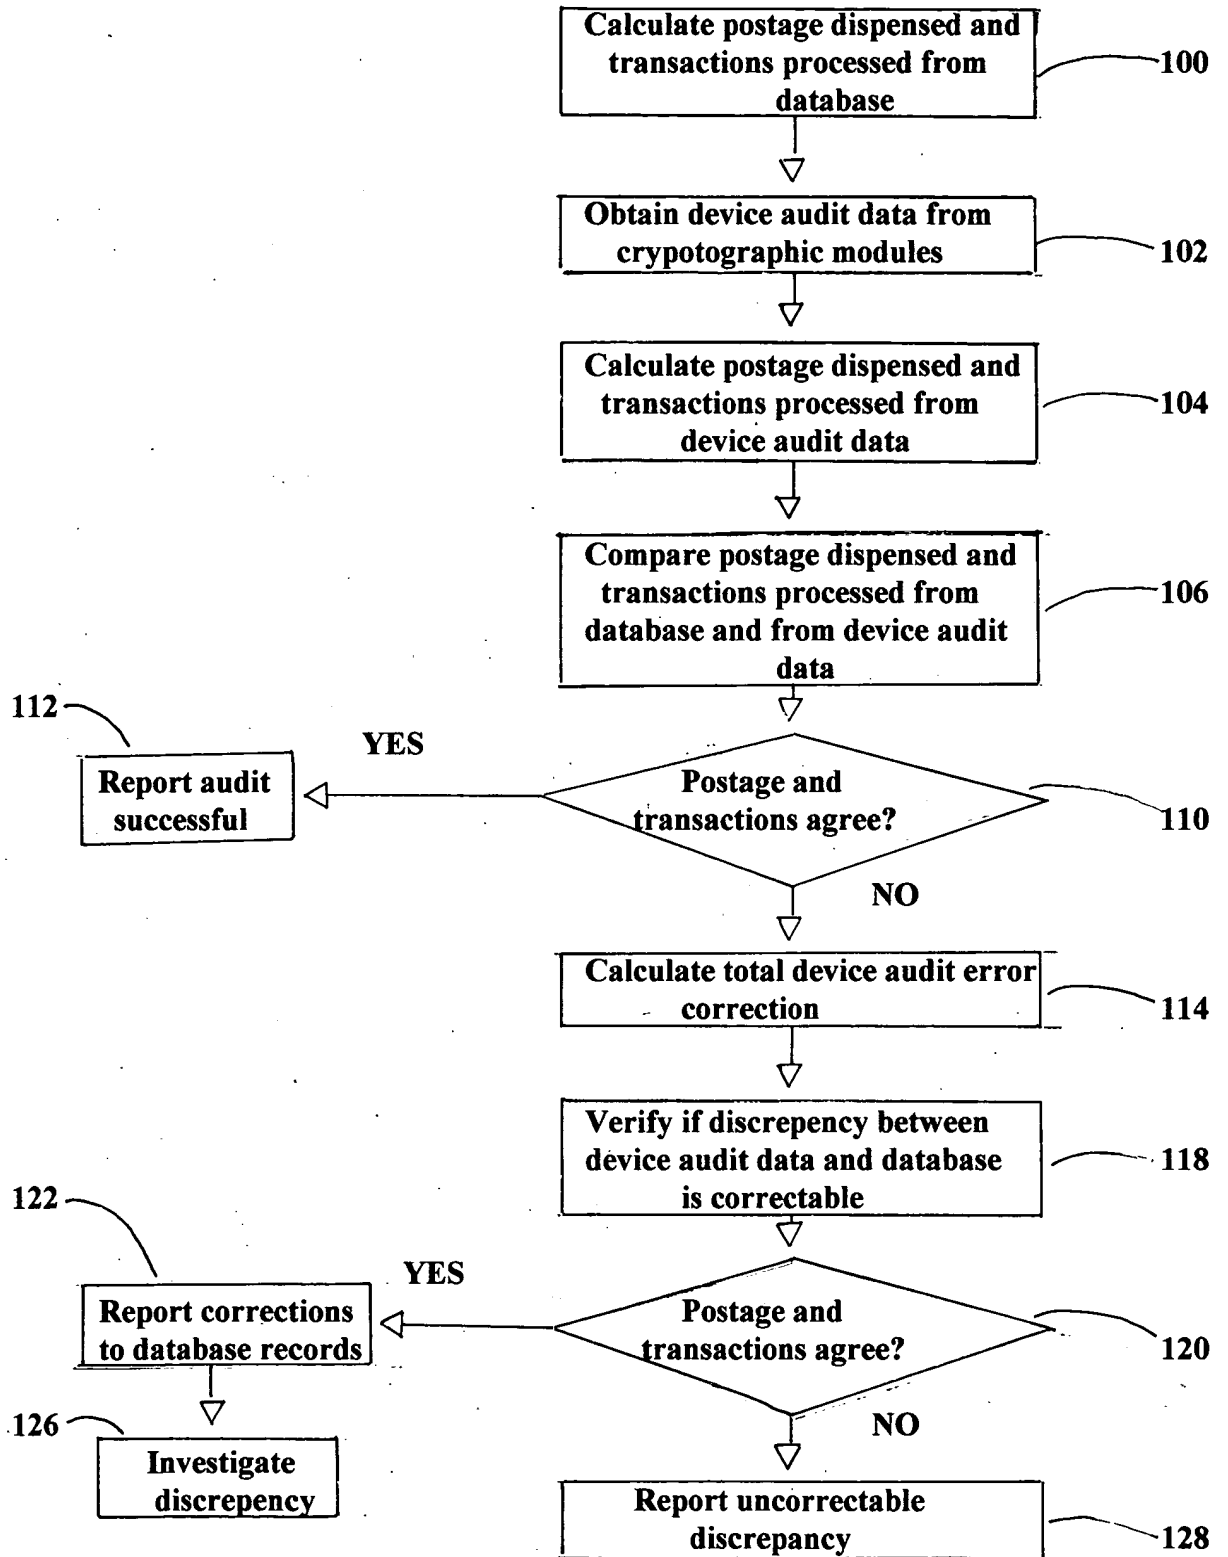 Calculate postage dispensed and
transactions processed from
database
100
Obtain device audit data from
crypotographic modules
102
Calculate postage dispensed and
transactions processed from
device audit data
104
Compare postage dispensed and
transactions processed from
database and from device audit
data
106
112
YES
Report audit
successful
Postage and
transactions agree?
110
NO
Calculate total device audit error
correction
114
Verify if discrepency between
device audit data and database
is correctable
118
122
YES
Report corrections
to database records
Postage and
transactions agree?
120
126
NO
Investigate
discrepency
Report uncorrectable
discrepancy
128